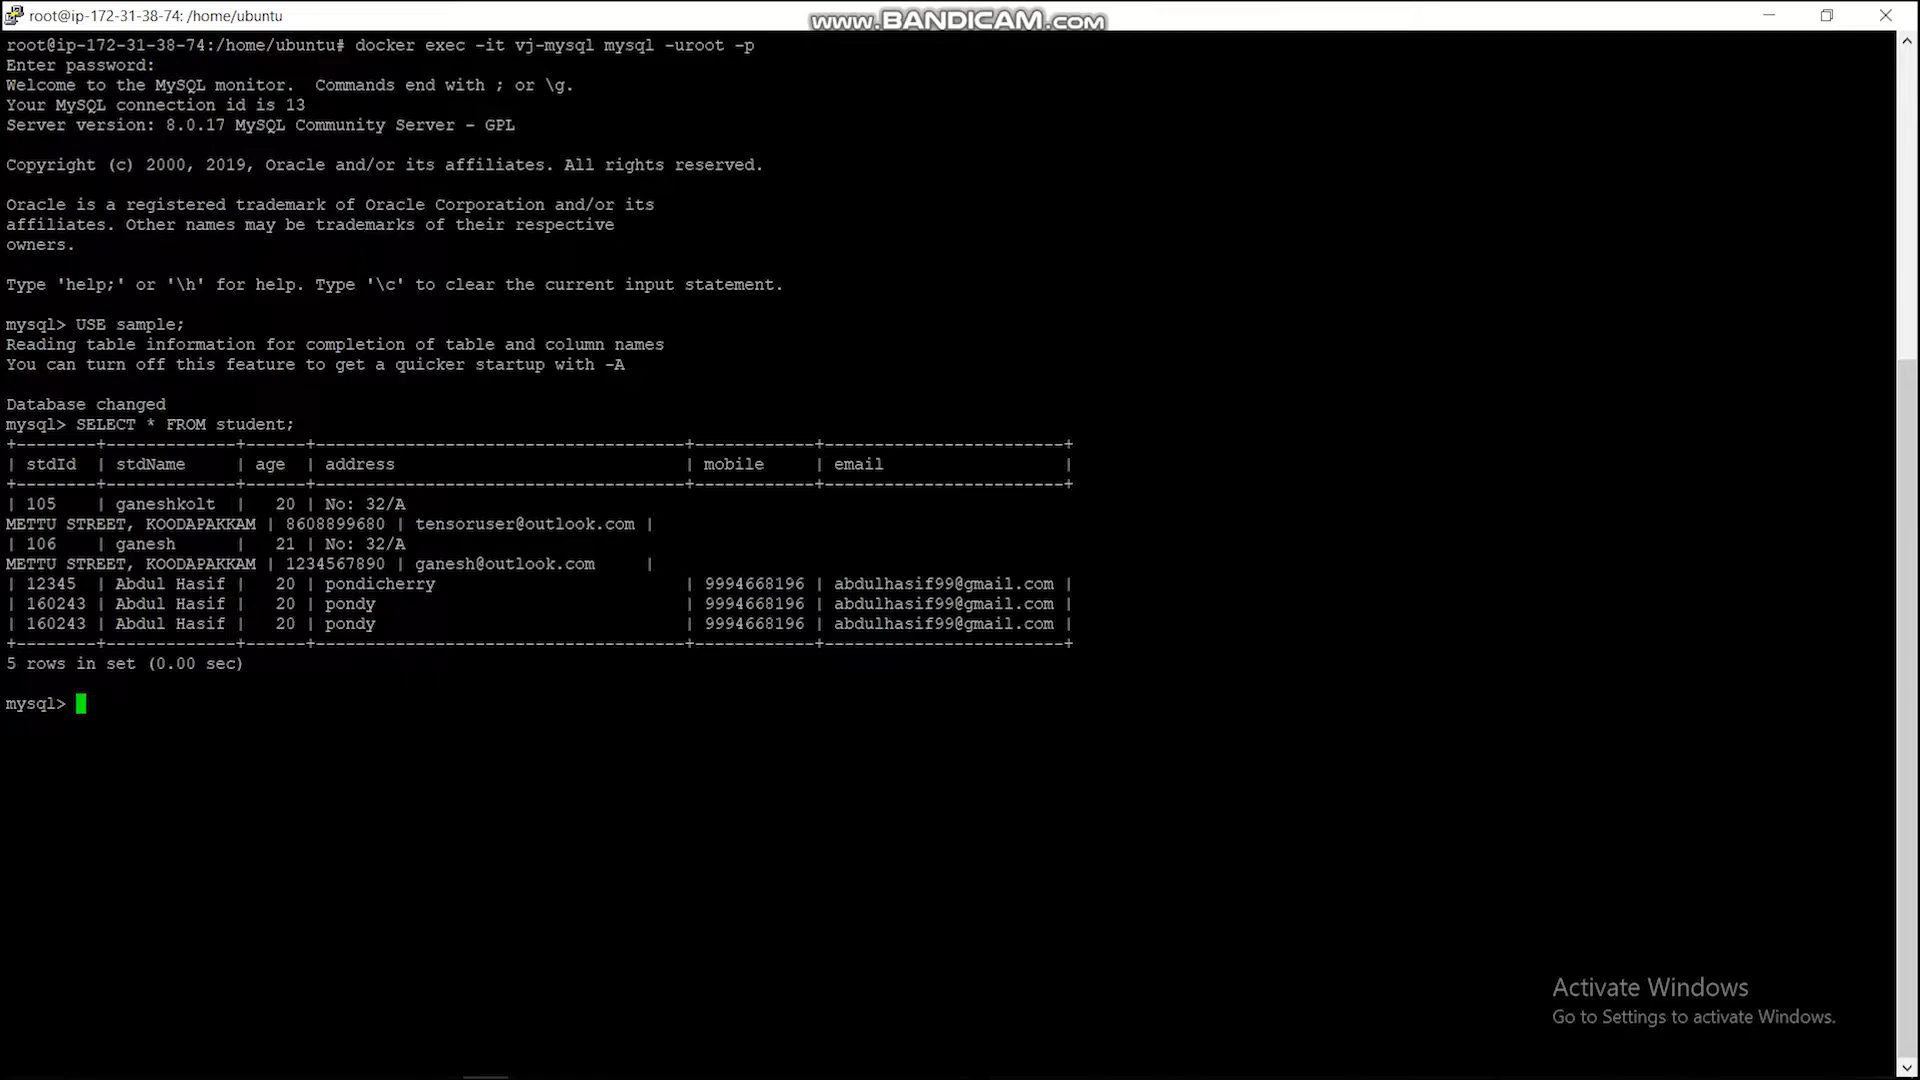 root@ip-172-31-38-74: /home/ubuntu
www.BANDICAM.com
root@ip-172-31-38-74:/home/ubuntu# docker exec -it vj-mysql mysql -uroot -p
Enter password:
Welcome to the MySQL monitor.  Commands end with ; or \g.
Your MySQL connection id is 13
Server version: 8.0.17 MySQL Community Server - GPL
Copyright (c) 2000, 2019, Oracle and/or its affiliates. All rights reserved.
Oracle is a registered trademark of Oracle Corporation and/or its
affiliates. Other names may be trademarks of their respective
owners.
Type 'help;' or '\h' for help. Type '\c' to clear the current input statement.
mysql> USE sample;
Reading table information for completion of table and column names
You can turn off this feature to get a quicker startup with -A
Database changed
mysql> SELECT * FROM student;
+--------+-------------+------+-------------------------------------+------------+------------------------+
| stdId  | stdName     | age  | address                             | mobile     | email                  |
+--------+-------------+------+-------------------------------------+------------+------------------------+
| 105    | ganeshkolt  |   20 | No: 32/A
METTU STREET, KOODAPAKKAM | 8608899680 | tensoruser@outlook.com |
| 106    | ganesh      |   21 | No: 32/A
METTU STREET, KOODAPAKKAM | 1234567890 | ganesh@outlook.com     |
| 12345  | Abdul Hasif |   20 | pondicherry                         | 9994668196 | abdulhasif99@gmail.com |
| 160243 | Abdul Hasif |   20 | pondy                               | 9994668196 | abdulhasif99@gmail.com |
| 160243 | Abdul Hasif |   20 | pondy                               | 9994668196 | abdulhasif99@gmail.com |
+--------+-------------+------+-------------------------------------+------------+------------------------+
5 rows in set (0.00 sec)
mysql>
Activate Windows
Go to Settings to activate Windows.